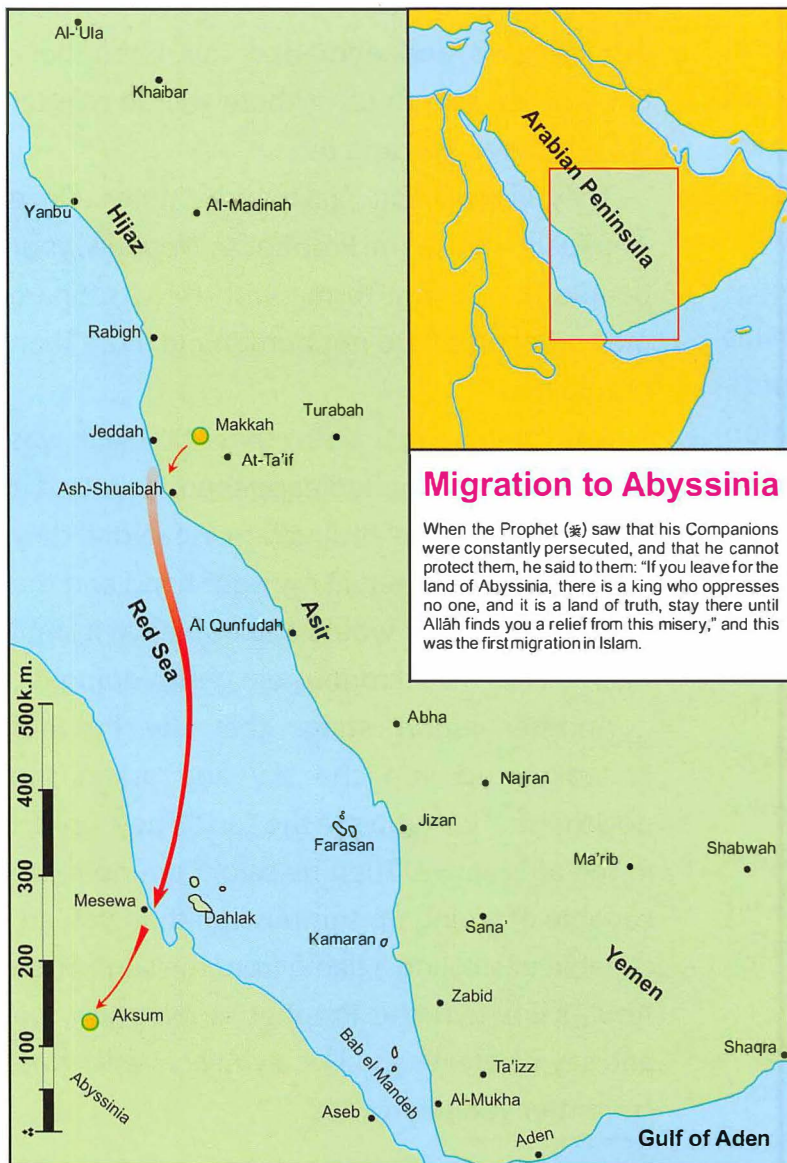 Al-'Ula
Khaibar
Yanbu
Hijaz
Al-Madinah
Rabigh
Jeddah
Makkah
Turabah
At-Ta'if
Ash-Shuaibah
Red Sea
Al Qunfudah
Asir
Abha
Najran
Jizan
Farasan
Ma'rib
Shabwah
Mesewa
Dahlak
Kamaran
Sana'
Yemen
Aksum
Zabid
Abyssinia
Bab el Mandeb
Ta'izz
Shaqra
Aseb
Al-Mukha
Aden
Gulf of Aden
500k.m.
400
300
200
100
Arabian Peninsula
Migration to Abyssinia
When the Prophet (ﷺ) saw that his Companions
were constantly persecuted, and that he cannot
protect them, he said to them: "If you leave for the
land of Abyssinia, there is a king who oppresses
no one, and it is a land of truth, stay there until
Allâh finds you a relief from this misery," and this
was the first migration in Islam.